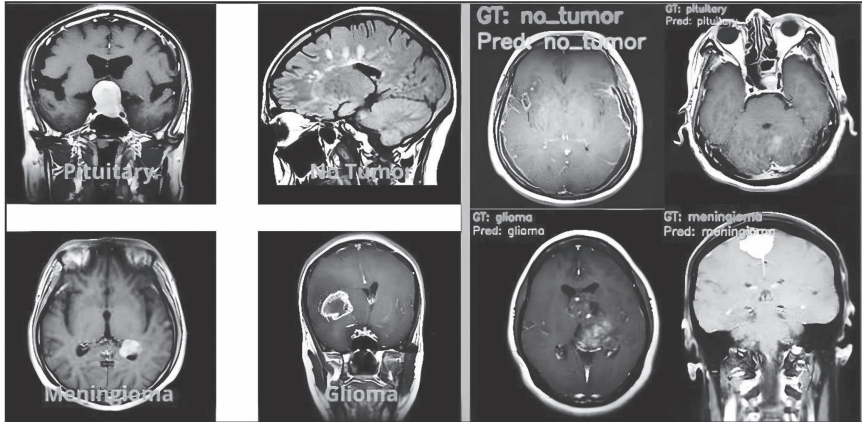 Pituitary
No Tumor
Meningioma
Glioma
GT: no_tumor
Pred: no_tumor
GT: pituitary
Pred: pituitary
GT: glioma
Pred: glioma
GT: meningioma
Pred: meningioma